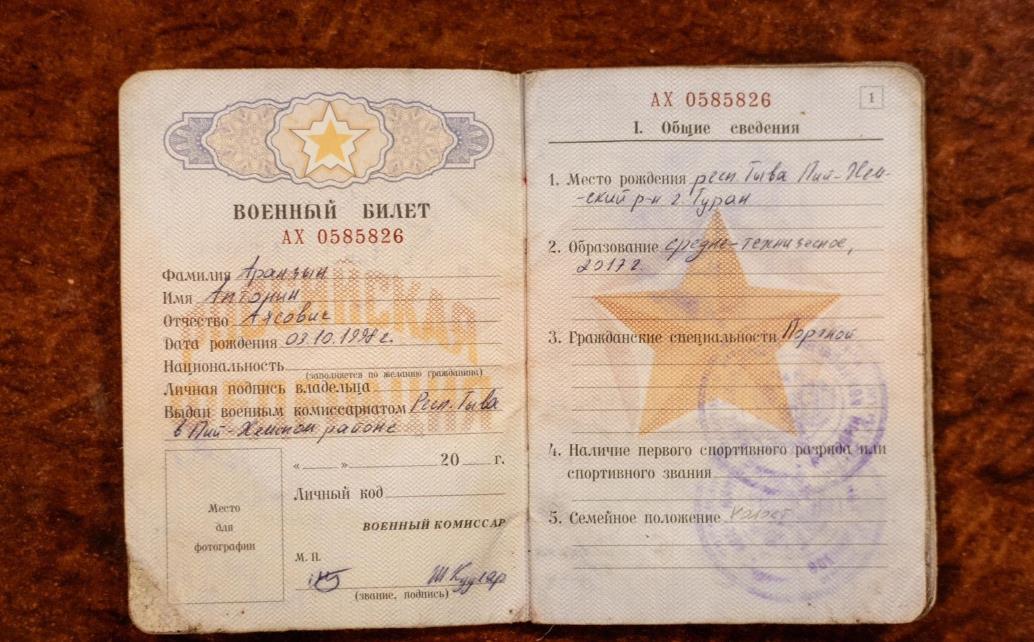 ВОЕННЫЙ БИЛЕТ
АХ 0585826
Фамилия Аранзын
Имя Антонин
Отчество Аясович
Дата рождения 03.10.1998 г.
Национальность
(заполняется по желанию гражданина)
Личная подпись владельца
Выдан военным комиссариатом Респ. Тыва
в Пий-Хемском районе
« » 20 г.
Личный код
Место
для
фотографии
ВОЕННЫЙ КОМИССАР
М. П.
(звание, подпись)
АХ 0585826
1
I. Общие сведения
1. Место рождения респ. Тыва Пий-Хем-
-ский р-н г. Туран
2. Образование средне-техническое,
2017 г.
3. Гражданские специальности Портной
4. Наличие первого спортивного разряда или
спортивного звания
5. Семейное положение холост